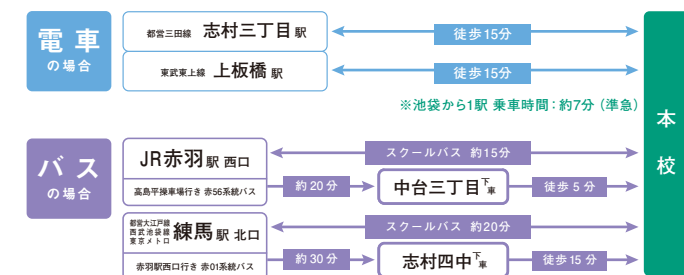 電車
の場合
都営三田線 志村三丁目駅
徒歩15分
東武東上線 上板橋駅
徒歩15分
※池袋から1駅 乗車時間：約7分（準急）
本校
バス
の場合
JR赤羽駅 西口
スクールバス 約15分
高島平操車場行き 赤56系統バス
約20分
中台三丁目下車
徒歩5分
都営大江戸線
西武池袋線
東京メトロ
練馬駅 北口
スクールバス 約20分
赤羽駅西口行き 赤01系統バス
約30分
志村四中下車
徒歩15分